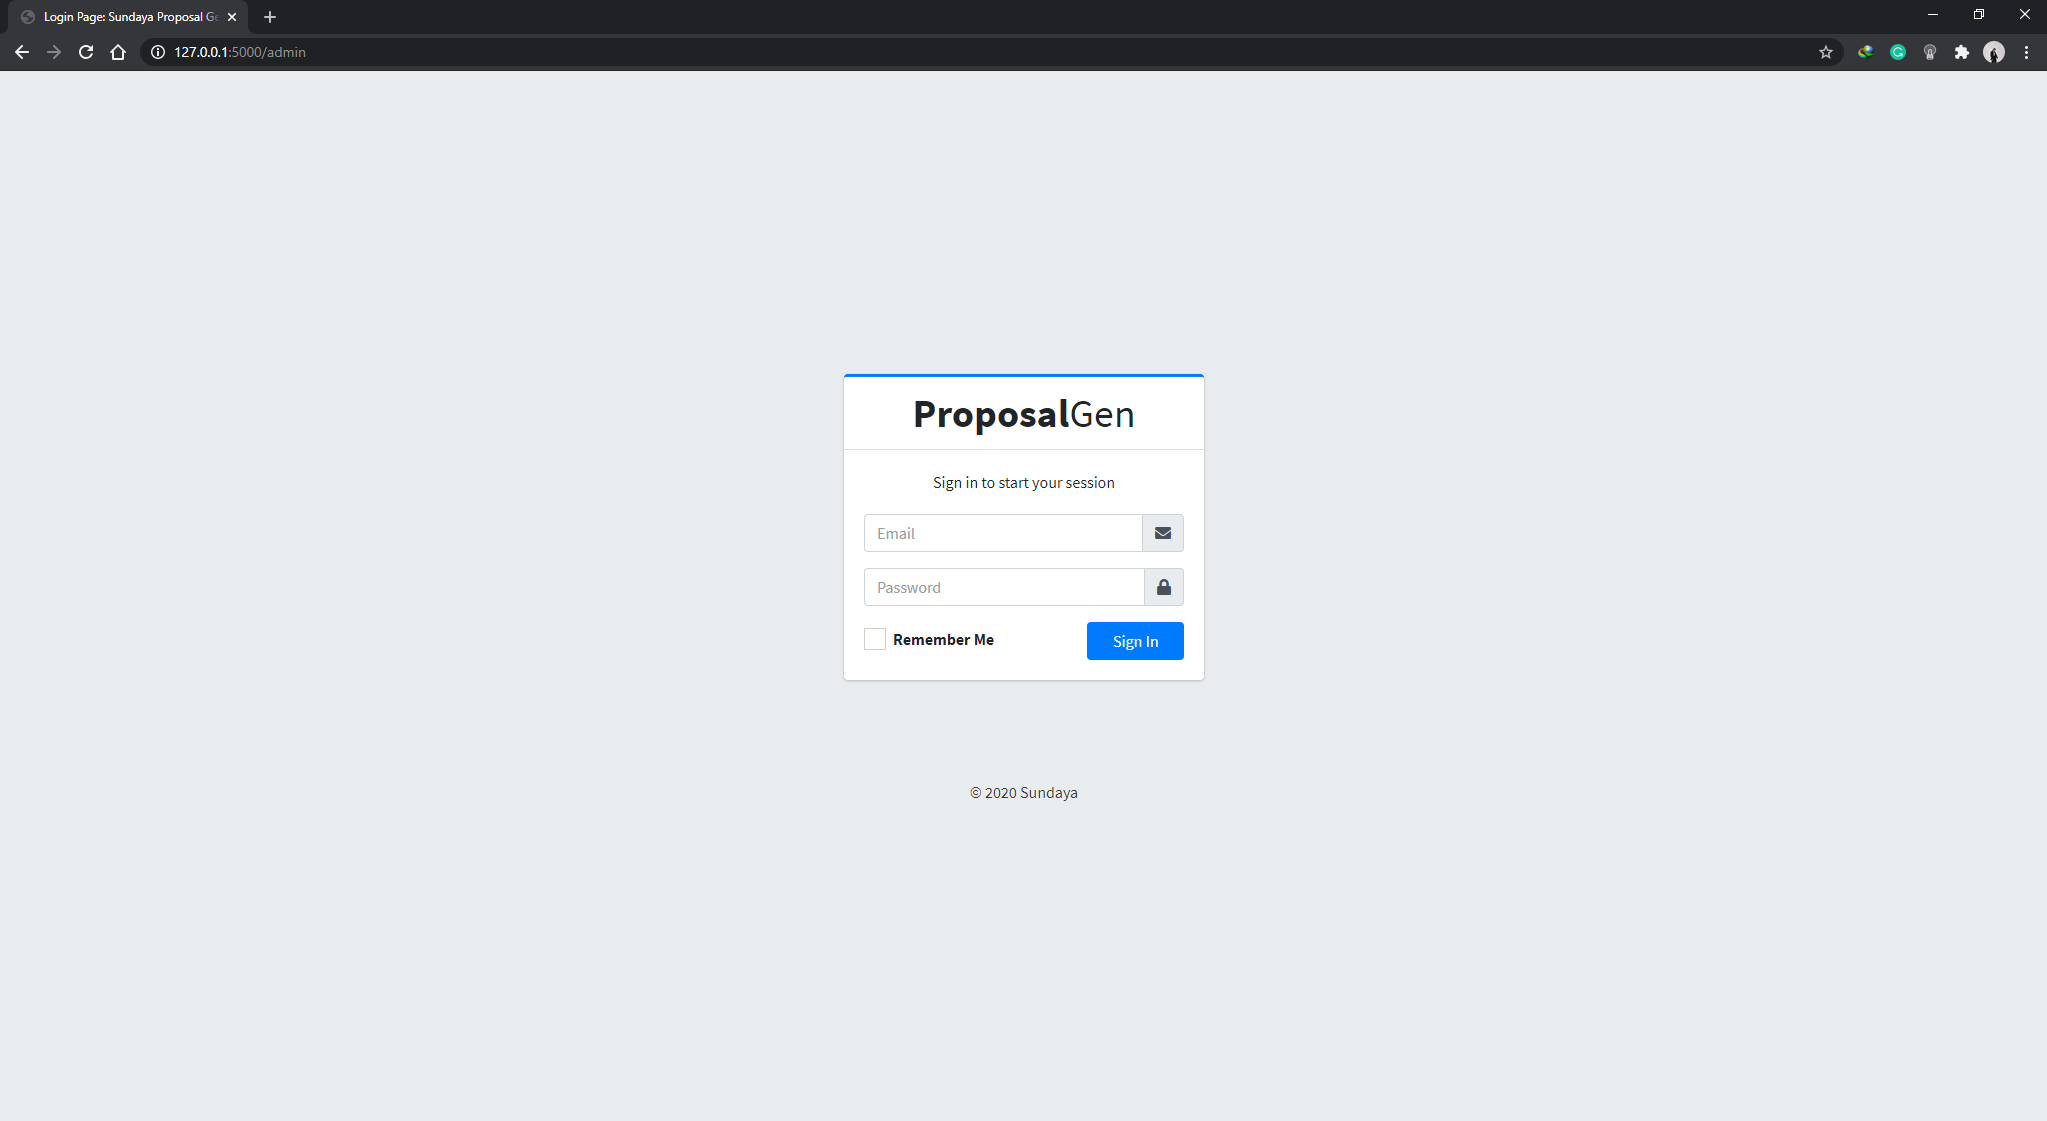 Login Page: Sundaya Proposal Ge
127.0.0.1:5000/admin
ProposalGen
Sign in to start your session
Email
Password
Remember Me
Sign In
© 2020 Sundaya